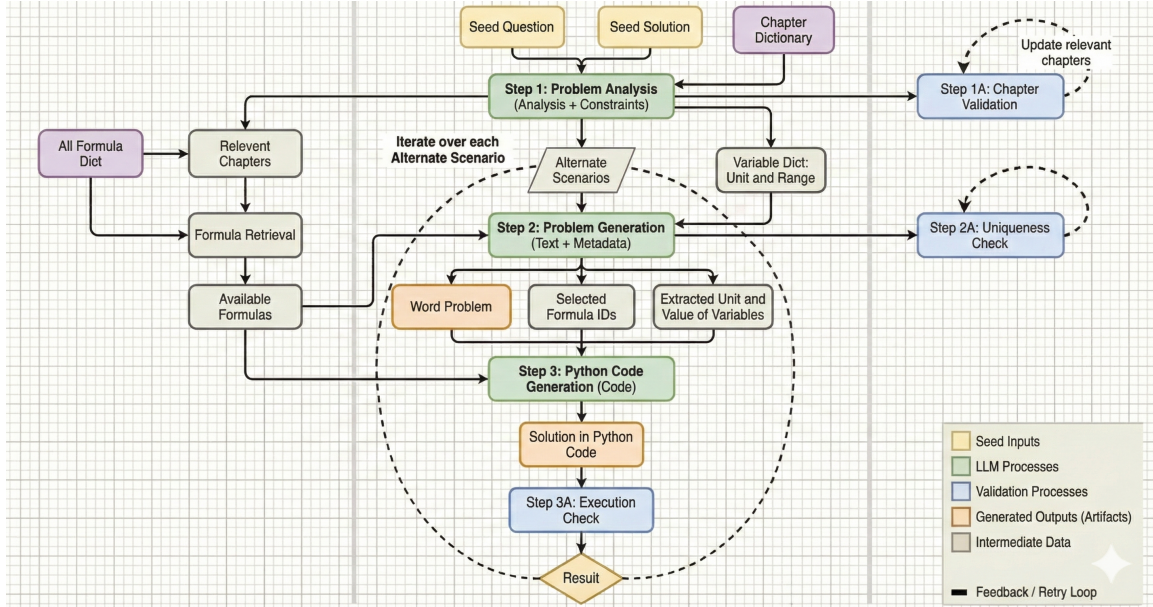 Seed Question
Seed Solution
Chapter
Dictionary
Update relevant
chapters
Step 1: Problem Analysis
(Analysis + Constraints)
Step 1A: Chapter
Validation
All Formula
Dict
Relevent
Chapters
Iterate over each
Alternate Scenario
Alternate
Scenarios
Variable Dict:
Unit and Range
Formula Retrieval
Step 2: Problem Generation
(Text + Metadata)
Step 2A: Uniqueness
Check
Available
Formulas
Word Problem
Selected
Formula IDs
Extracted Unit and
Value of Variables
Step 3: Python Code
Generation (Code)
Solution in Python
Code
Step 3A: Execution
Check
Resuit
Seed Inputs
LLM Processes
Validation Processes
Generated Outputs (Artifacts)
Intermediate Data
Feedback / Retry Loop